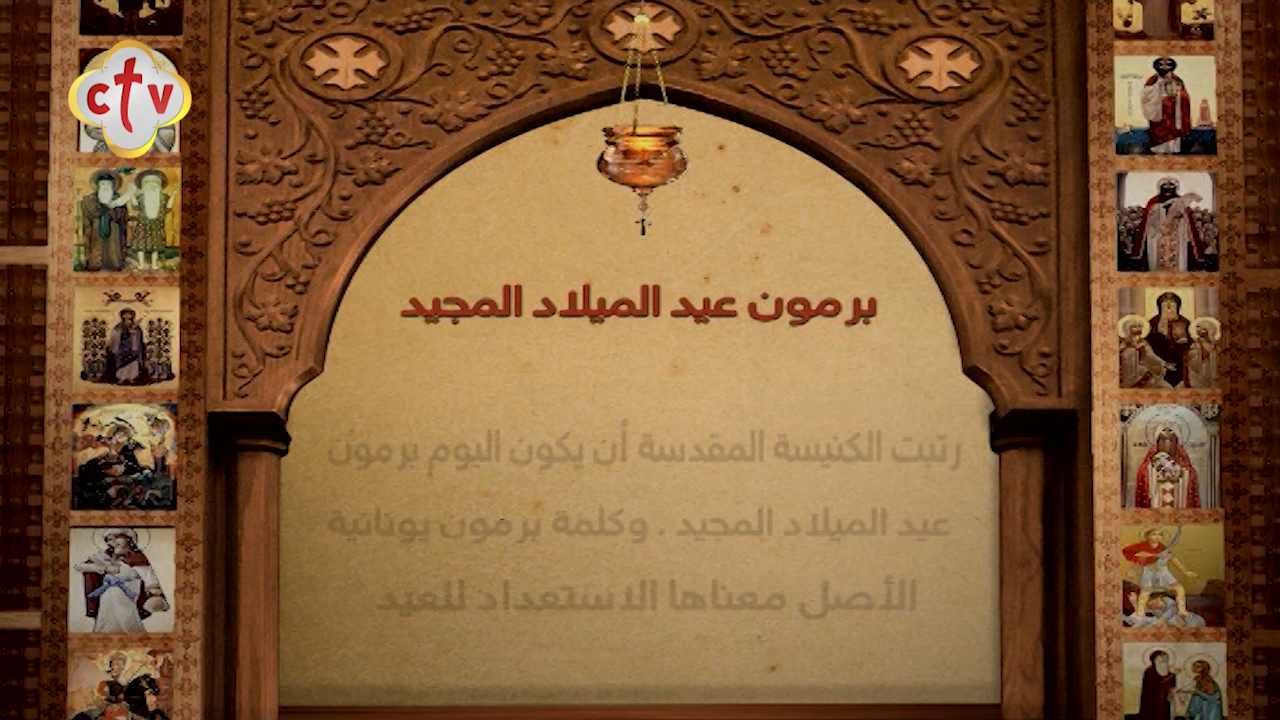 ctv
برمون عيد الميلاد المجيد
رتبت الكنيسة المقدسة أن يكون اليوم برمون
عيد الميلاد المجيد . وكلمة برمون يونانية
الأصل معناها الاستعداد للعيد